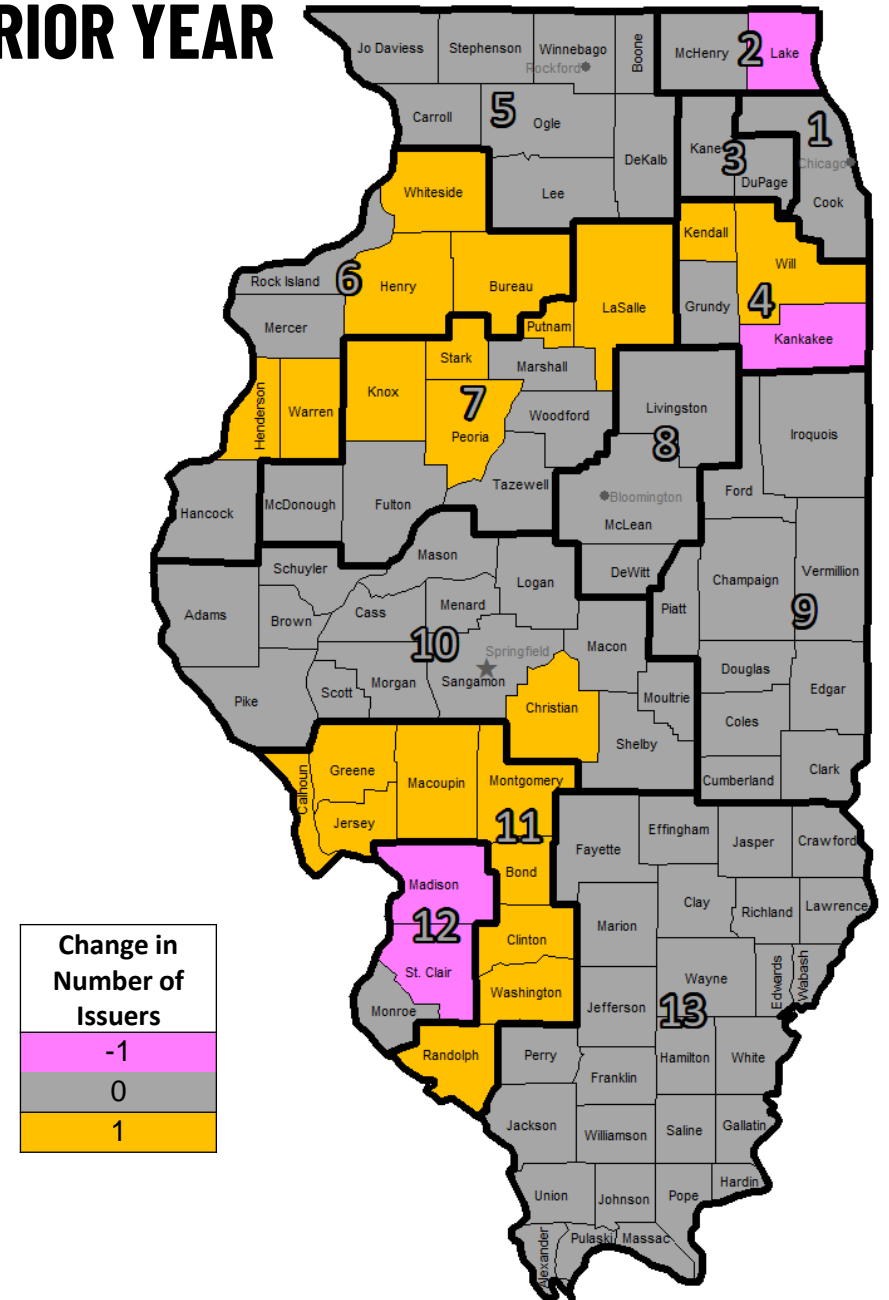 RIOR YEAR
Jo Daviess
Stephenson
Winnebago
Boone
McHenry
2
Lake
Rockford
Carroll
5
Ogle
DeKalb
Kane
3
1
Chicago
DuPage
Cook
Whiteside
Lee
Kendall
Will
Rock Island
6
Henry
Bureau
LaSalle
Grundy
4
Mercer
Putnam
Kankakee
Stark
Marshall
Henderson
Warren
Knox
7
Peoria
Woodford
Livingston
8
Iroquois
Hancock
McDonough
Fulton
Tazewell
Bloomington
McLean
Ford
Schuyler
Mason
Logan
DeWitt
Champaign
Vermillion
Adams
Brown
Cass
Menard
Piatt
9
10
Springfield
Macon
Pike
Scott
Morgan
Sangamon
Christian
Moultrie
Shelby
Douglas
Edgar
Coles
Cumberland
Clark
Calhoun
Greene
Jersey
Macoupin
Montgomery
11
Bond
Fayette
Effingham
Jasper
Crawford
Madison
12
St. Clair
Monroe
Clinton
Washington
Randolph
Marion
Clay
Richland
Lawrence
Wayne
Edwards
Wabash
Jefferson
13
Perry
Franklin
Hamilton
White
Jackson
Williamson
Saline
Gallatin
Union
Johnson
Pope
Hardin
Alexander
Pulaski
Massac
Change in
Number of
Issuers
-1
0
1